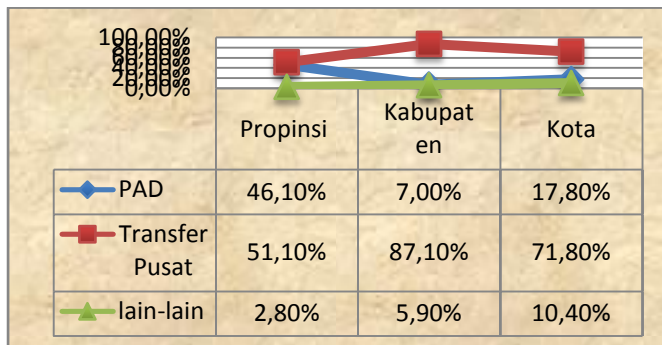 100,00%
0,00%
Propinsi
Kabupat
en
Kota
PAD
46,10%
7,00%
17,80%
Transfer
Pusat
51,10%
87,10%
71,80%
lain-lain
2,80%
5,90%
10,40%